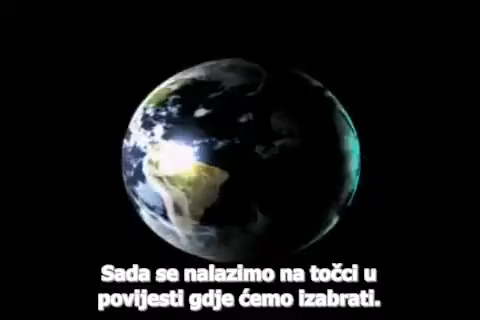 Sada se nalazimo na točci u
povijesti gdje ćemo izabrati.